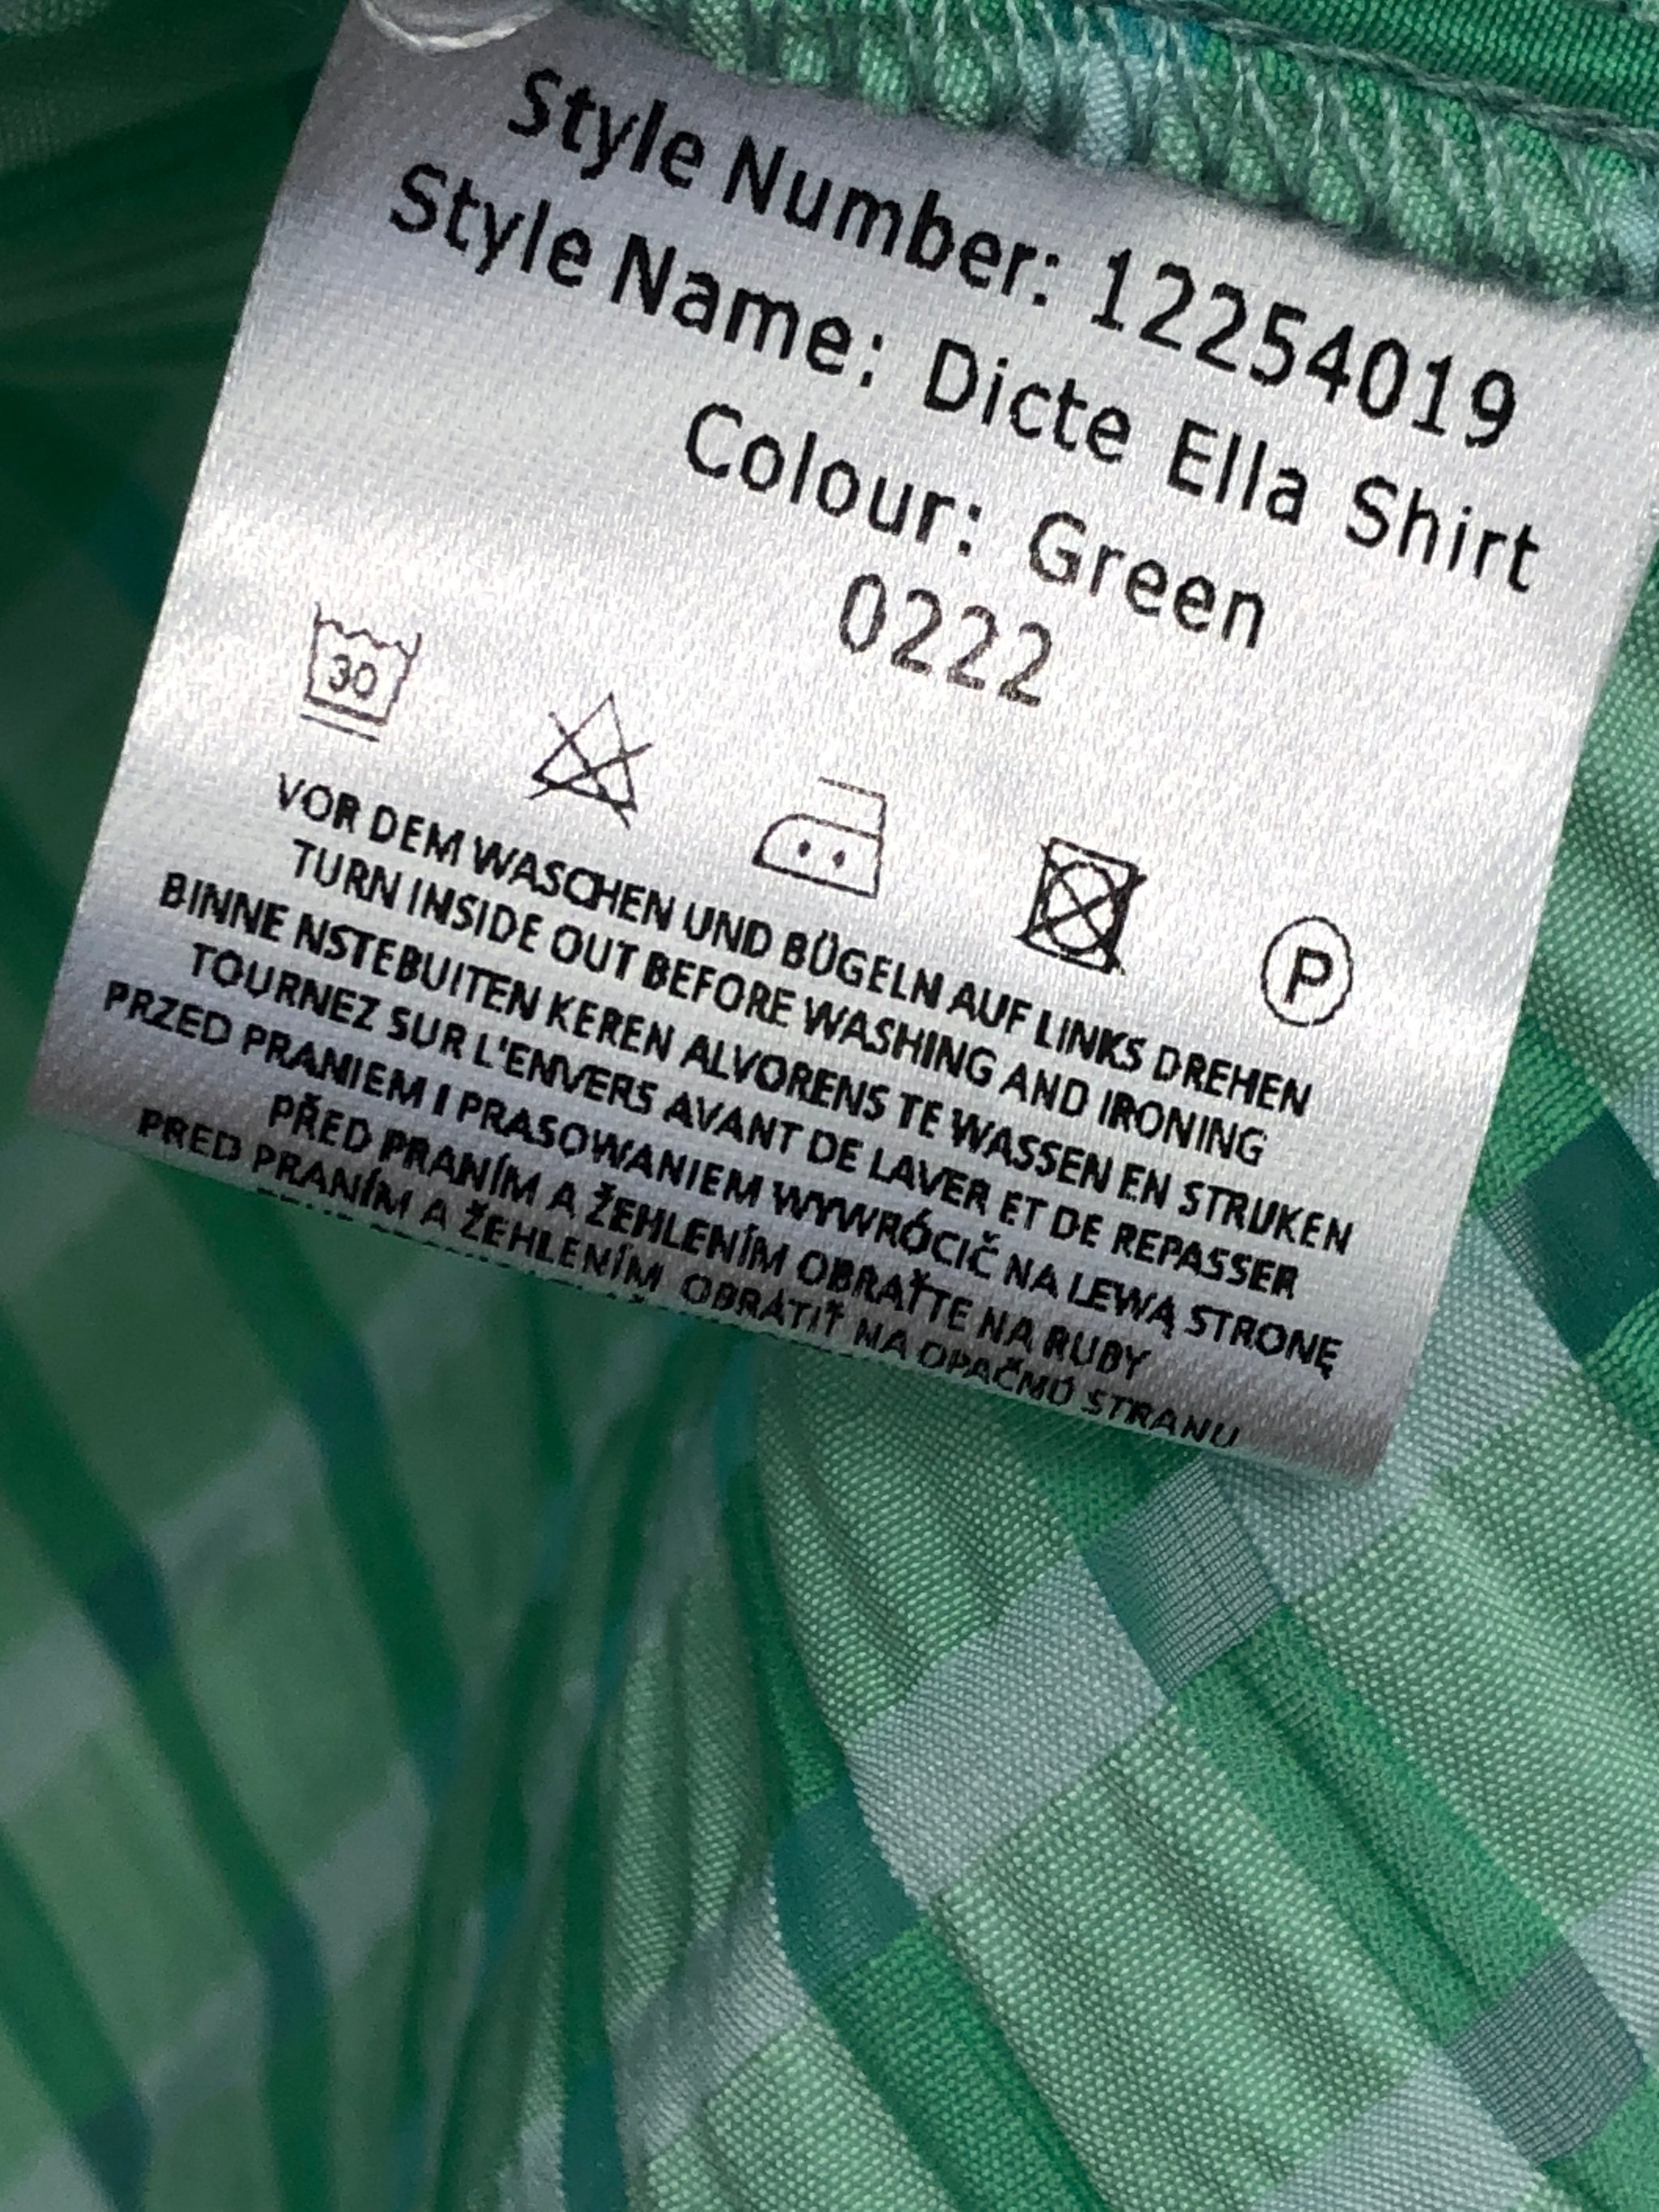 Style Number: 12254019
Style Name: Dicte Ella Shirt
Colour: Green
0222
30
P
VOR DEM WASCHEN UND BÜGELN AUF LINKS DREHEN
TURN INSIDE OUT BEFORE WASHING AND IRONING
BINNE NSTEBUITEN KEREN ALVORENS TE WASSEN EN STRIJKEN
TOURNEZ SUR L'ENVERS AVANT DE LAVER ET DE REPASSER
PRZED PRANIEM I PRASOWANIEM WYWRÓCIČ NA LEWĄ STRONĘ
PŘED PRANÍM A ŽEHLENÍM OBRAŤTE NA RUBY
PRED PRANÍM A ŽEHLENÍM OBRÁTIŤ NA OPAČMÚ STRANU